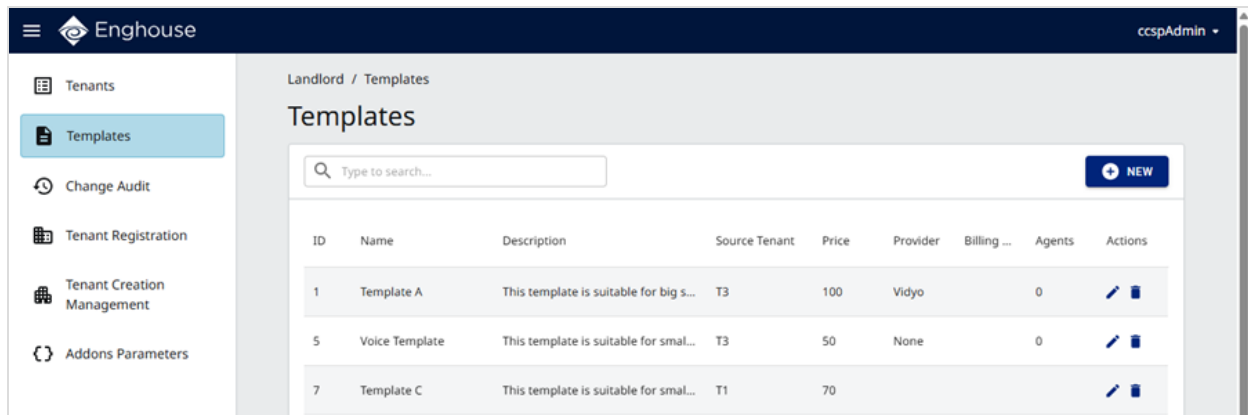 Enghouse
ccspAdmin
Tenants
Templates
Change Audit
Tenant Registration
Tenant Creation
Management
Addons Parameters
Landlord / Templates
Templates
Type to search...
NEW
ID Name Description Source Tenant Price Provider Billing ... Agents Actions
1 Template A This template is suitable for big s... T3 100 Vidyo 0
5 Voice Template This template is suitable for smal... T3 50 None 0
7 Template C This template is suitable for smal... T1 70